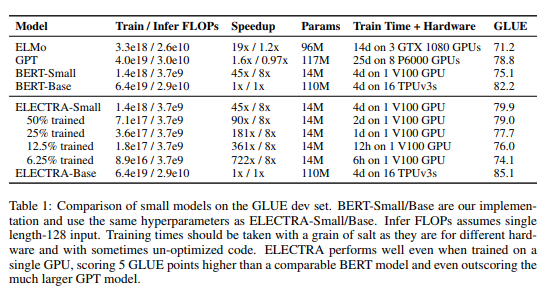 Model Train / Infer FLOPs Speedup Params Train Time + Hardware GLUE
ELMo 3.3e18 / 2.6e10 19x / 1.2x 96M 14d on 3 GTX 1080 GPUs 71.2
GPT 4.0e19 / 3.0e10 1.6x / 0.97x 117M 25d on 8 P6000 GPUs 78.8
BERT-Small 1.4e18 / 3.7e9 45x / 8x 14M 4d on 1 V100 GPU 75.1
BERT-Base 6.4e19 / 2.9e10 1x / 1x 110M 4d on 16 TPUv3s 82.2
ELECTRA-Small 1.4e18 / 3.7e9 45x / 8x 14M 4d on 1 V100 GPU 79.9
50% trained 7.1e17 / 3.7e9 90x / 8x 14M 2d on 1 V100 GPU 79.0
25% trained 3.6e17 / 3.7e9 181x / 8x 14M 1d on 1 V100 GPU 77.7
12.5% trained 1.8e17 / 3.7e9 361x / 8x 14M 12h on 1 V100 GPU 76.0
6.25% trained 8.9e16 / 3.7e9 722x / 8x 14M 6h on 1 V100 GPU 74.1
ELECTRA-Base 6.4e19 / 2.9e10 1x / 1x 110M 4d on 16 TPUv3s 85.1
Table 1: Comparison of small models on the GLUE dev set. BERT-Small/Base are our implemen-
tation and use the same hyperparameters as ELECTRA-Small/Base. Infer FLOPs assumes single
length-128 input. Training times should be taken with a grain of salt as they are for different hard-
ware and with sometimes un-optimized code. ELECTRA performs well even when trained on a
single GPU, scoring 5 GLUE points higher than a comparable BERT model and even outscoring the
much larger GPT model.